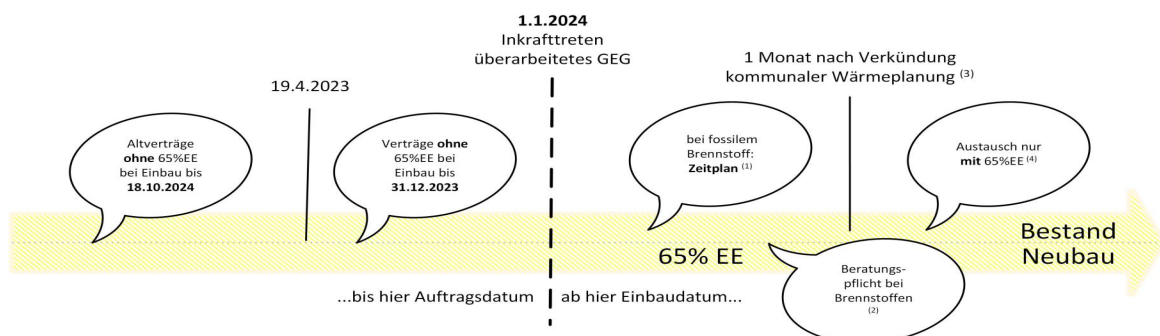 1.1.2024
Inkrafttreten
überarbeitetes GEG
1 Monat nach Verkündung
kommunaler Wärmeplanung (3)
19.4.2023
Altverträge
ohne 65%EE
bei Einbau bis
18.10.2024
Verträge ohne
65%EE bei
Einbau bis
31.12.2023
bei fossilem
Brennstoff:
Zeitplan (1)
Austausch nur
mit 65%EE (4)
Bestand
Neubau
65% EE
Beratungs-
pflicht bei
Brennstoffen
(2)
...bis hier Auftragsdatum
ab hier Einbaudatum...